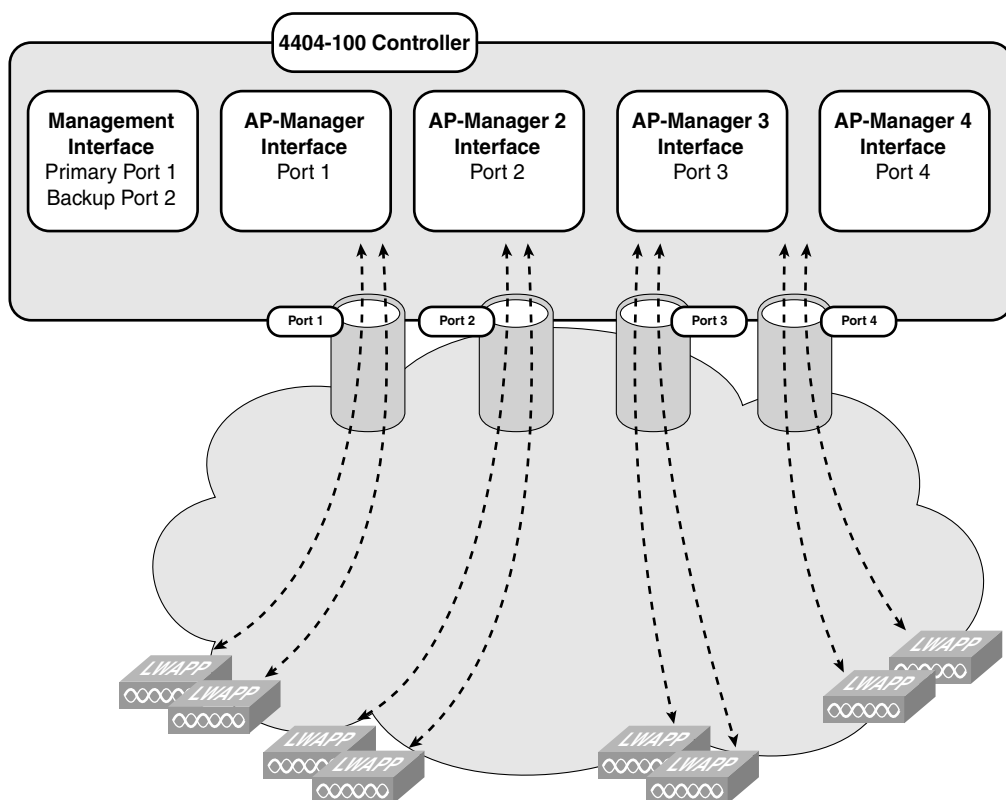 4404-100 Controller
Management
Interface
Primary Port 1
Backup Port 2
AP-Manager
Interface
Port 1
AP-Manager 2
Interface
Port 2
AP-Manager 3
Interface
Port 3
AP-Manager 4
Interface
Port 4
Port 1
Port 2
Port 3
Port 4
LWAPP
LWAPP
LWAPP
LWAPP
LWAPP
LWAPP
LWAPP
LWAPP